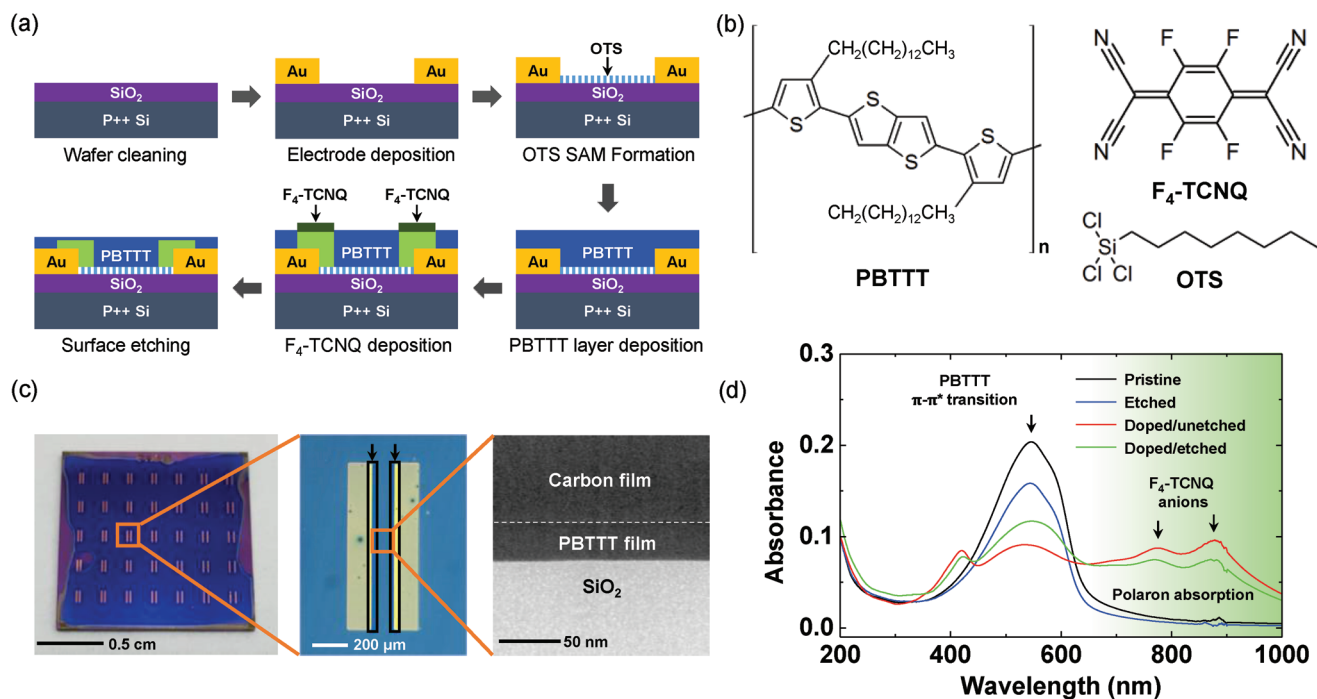 (a)
OTS
Au Au Au Au
SiO₂ SiO₂ SiO₂
P++ Si P++ Si P++ Si
Wafer cleaning Electrode deposition OTS SAM Formation
F₄-TCNQ F₄-TCNQ
PBTTT PBTTT PBTTT
Au Au Au Au Au Au
SiO₂ SiO₂ SiO₂
P++ Si P++ Si P++ Si
Surface etching F₄-TCNQ deposition PBTTT layer deposition
(b)
CH₂(CH₂)₁₂CH₃
S
S
S
S
CH₂(CH₂)₁₂CH₃
n
PBTTT
N N
F F
F F
N N
F₄-TCNQ
Cl
Si
Cl
Cl
OTS
(c)
0.5 cm
200 µm
Carbon film
PBTTT film
SiO₂
50 nm
(d)
0.3
0.2
0.1
0.0
Absorbance
PBTTT
π-π* transition
Pristine
Etched
Doped/unetched
Doped/etched
F₄-TCNQ
anions
Polaron absorption
200 400 600 800 1000
Wavelength (nm)